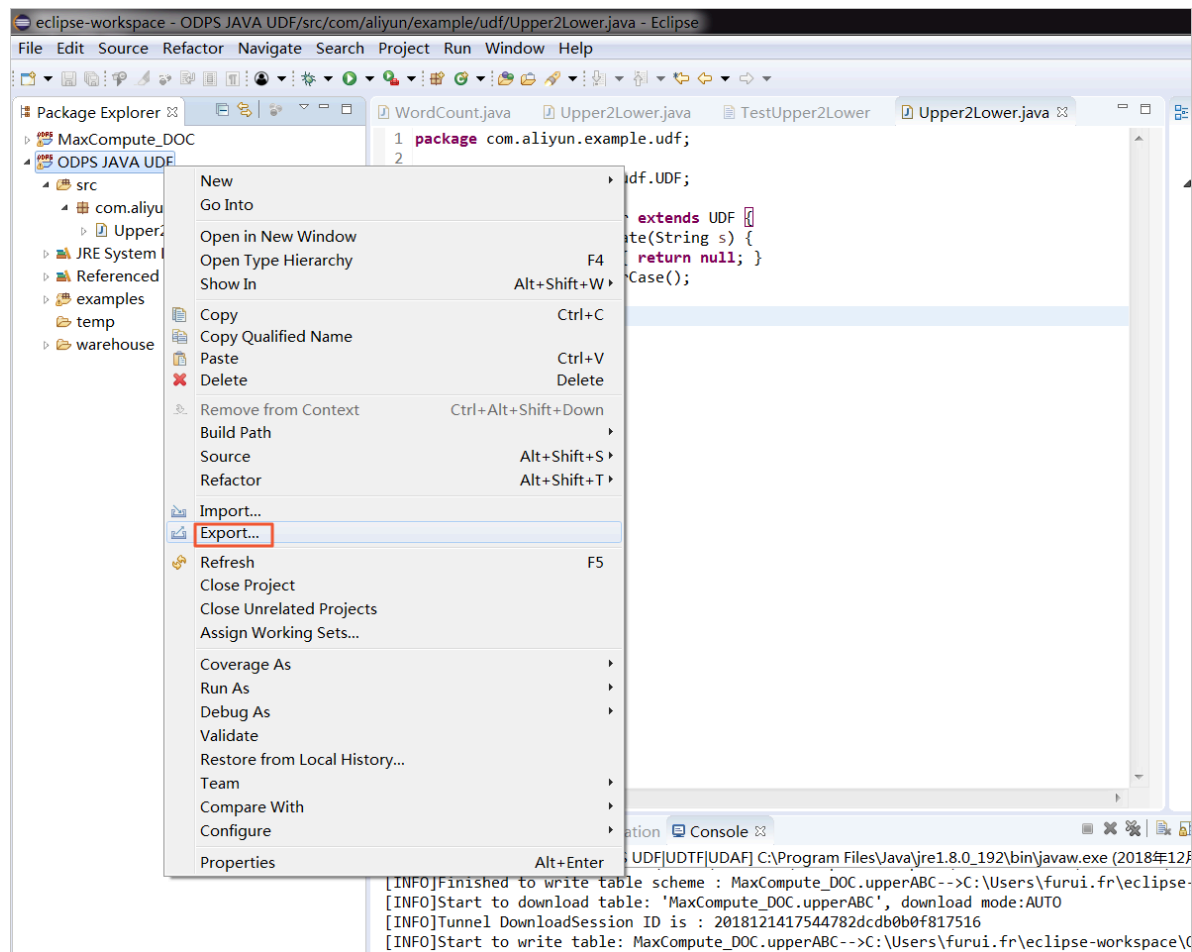 eclipse-workspace - ODPS JAVA UDF/src/com/aliyun/example/udf/Upper2Lower.java - Eclipse
File Edit Source Refactor Navigate Search Project Run Window Help
Package Explorer
WordCount.java Upper2Lower.java TestUpper2Lower Upper2Lower.java
MaxCompute_DOC
ODPS JAVA UDF
src
com.aliyu
Upper2
JRE System
Referenced
examples
temp
warehouse
1 package com.aliyun.example.udf;
2
udf.UDF;
extends UDF {
ate(String s) {
{ return null; }
rCase();
New
Go Into
Open in New Window
Open Type Hierarchy F4
Show In Alt+Shift+W
Copy Ctrl+C
Copy Qualified Name
Paste Ctrl+V
Delete Delete
Remove from Context Ctrl+Alt+Shift+Down
Build Path
Source Alt+Shift+S
Refactor Alt+Shift+T
Import...
Export...
Refresh F5
Close Project
Close Unrelated Projects
Assign Working Sets...
Coverage As
Run As
Debug As
Validate
Restore from Local History...
Team
Compare With
Configure
Properties Alt+Enter
ation Console
UDF|UDTF|UDAF] C:\Program Files\Java\jre1.8.0_192\bin\javaw.exe (2018年12月
[INFO]Finished to write table scheme : MaxCompute_DOC.upperABC-->C:\Users\furui.fr\eclipse-
[INFO]Start to download table: 'MaxCompute_DOC.upperABC', download mode:AUTO
[INFO]Tunnel DownloadSession ID is : 2018121417544782dcdb0b0f817516
[INFO]Start to write table: MaxCompute_DOC.upperABC-->C:\Users\furui.fr\eclipse-workspace\